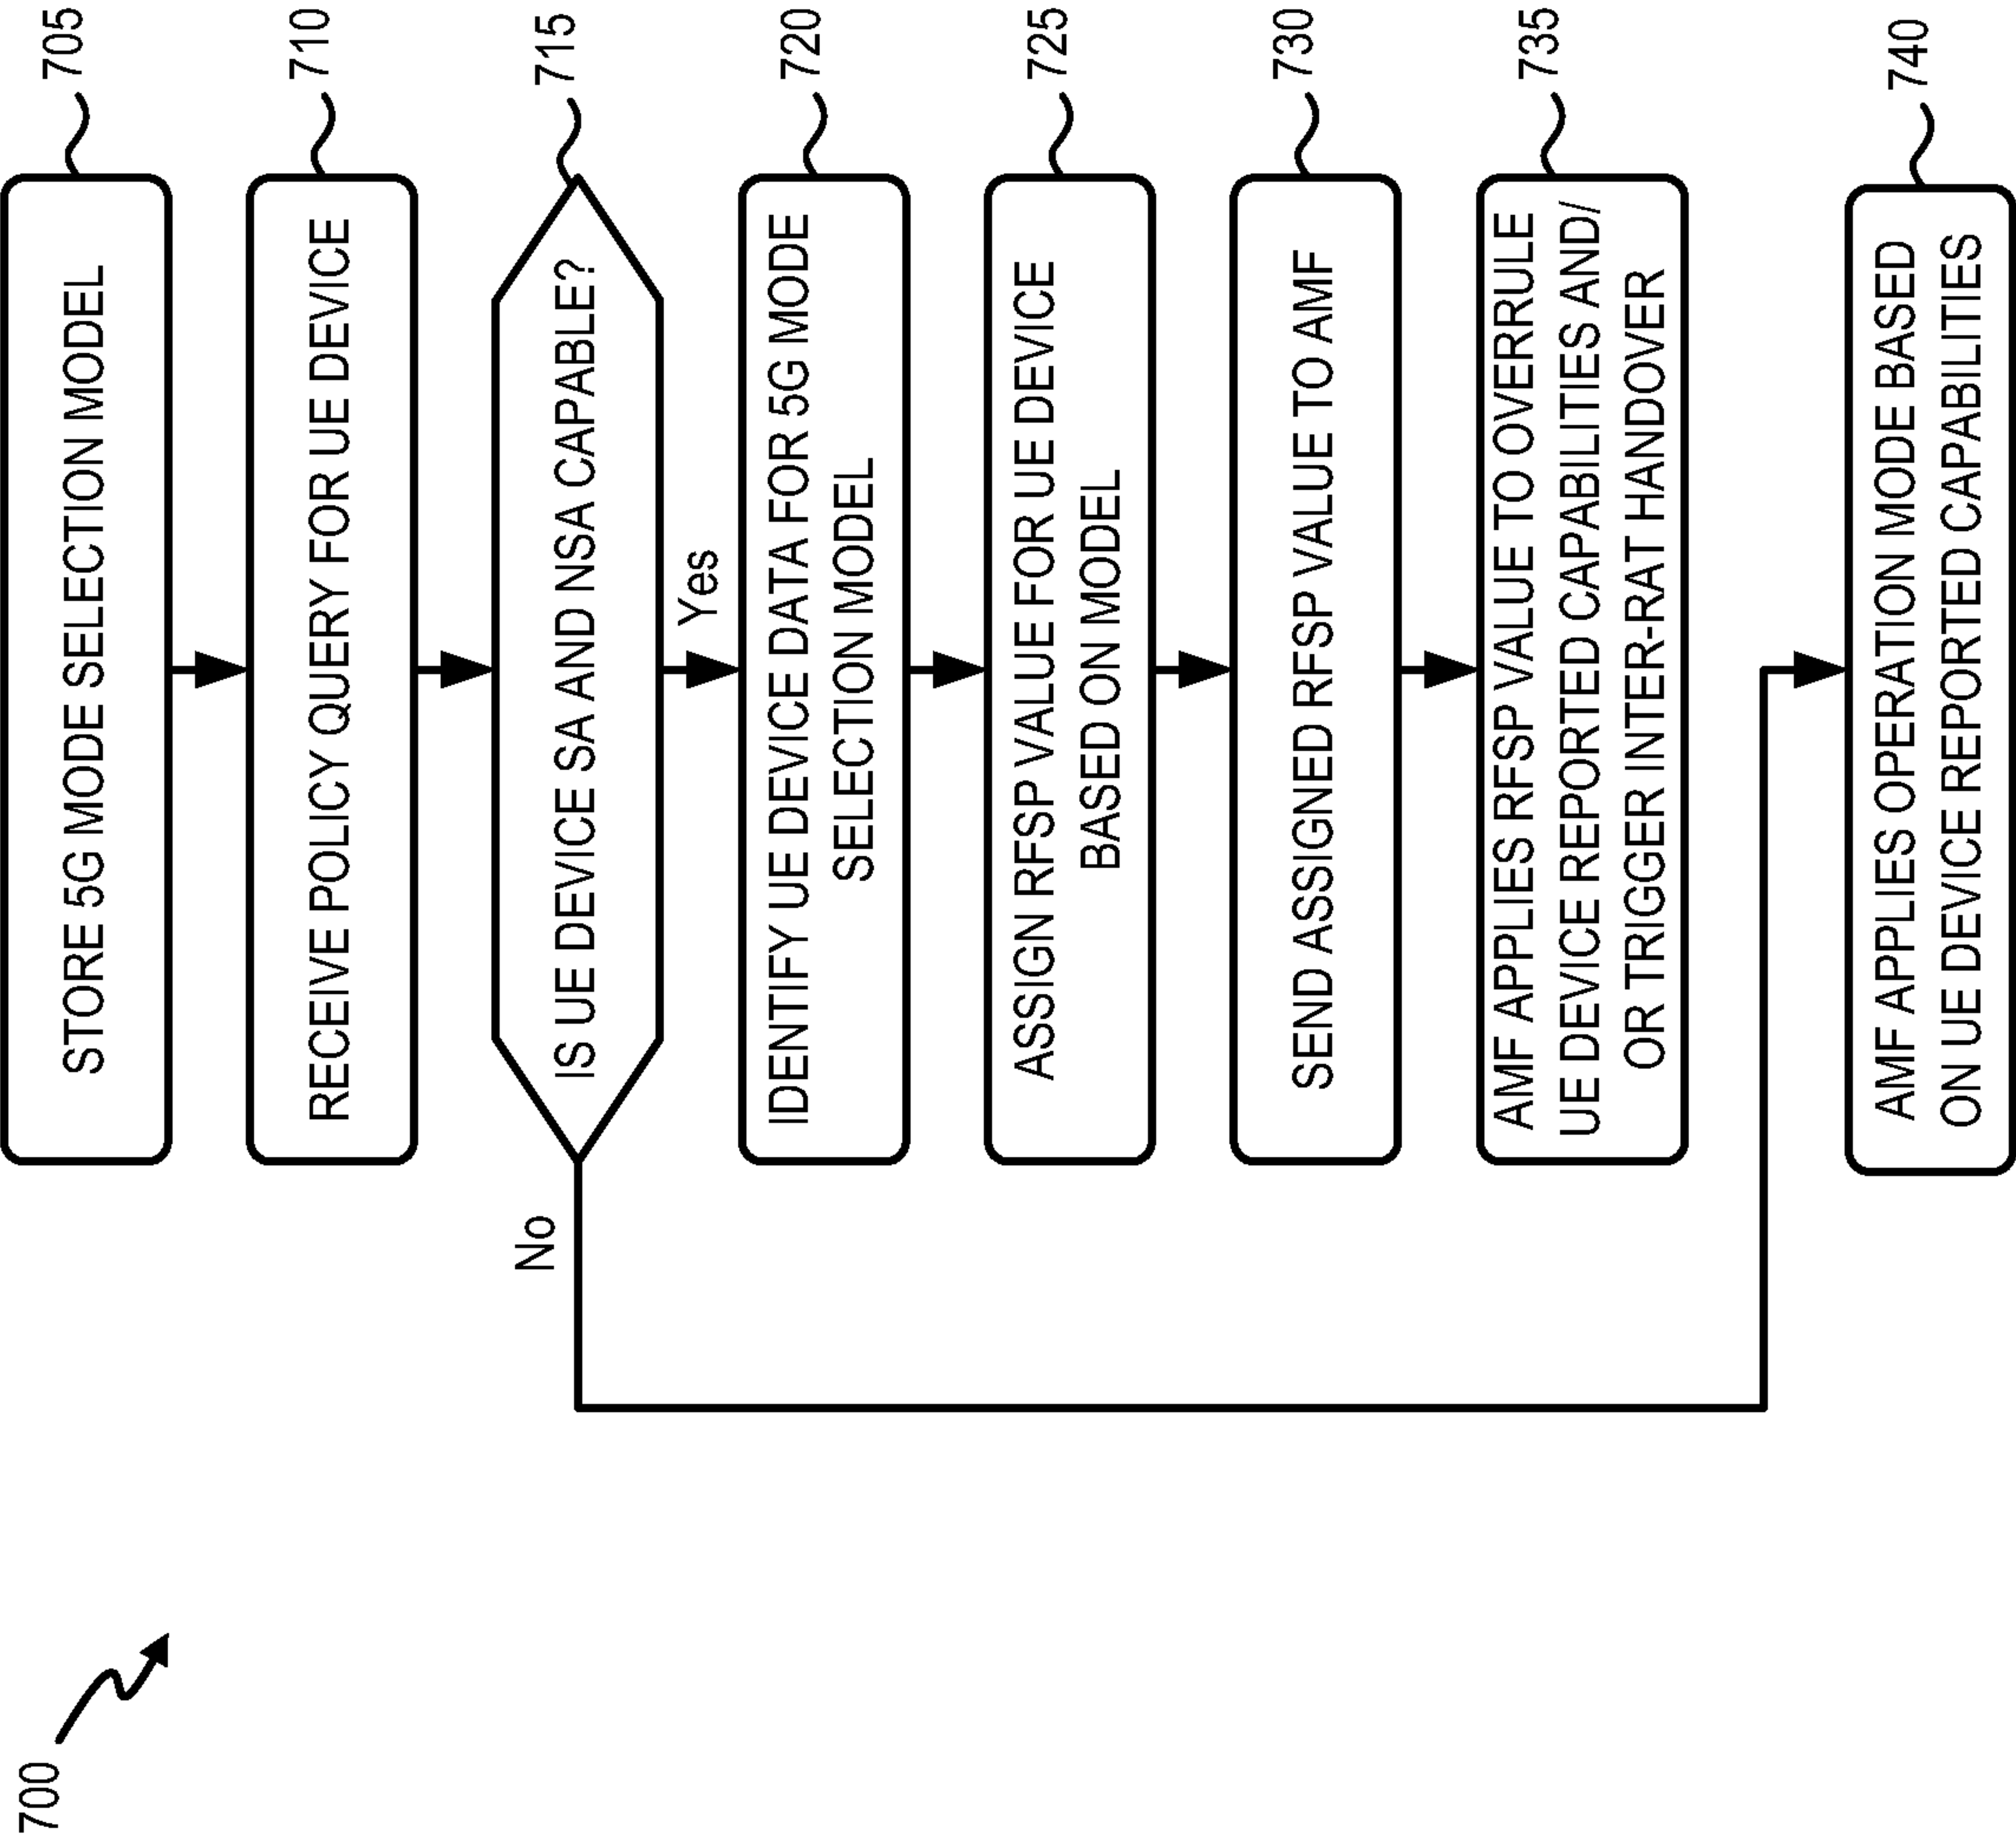 700
STORE 5G MODE SELECTION MODEL
705
RECEIVE POLICY QUERY FOR UE DEVICE
710
IS UE DEVICE SA AND NSA CAPABLE?
715
No
Yes
IDENTIFY UE DEVICE DATA FOR 5G MODE
SELECTION MODEL
720
ASSIGN RFSP VALUE FOR UE DEVICE
BASED ON MODEL
725
SEND ASSIGNED RFSP VALUE TO AMF
730
AMF APPLIES RFSP VALUE TO OVERRULE
UE DEVICE REPORTED CAPABILITIES AND/
OR TRIGGER INTER-RAT HANDOVER
735
AMF APPLIES OPERATION MODE BASED
ON UE DEVICE REPORTED CAPABILITIES
740